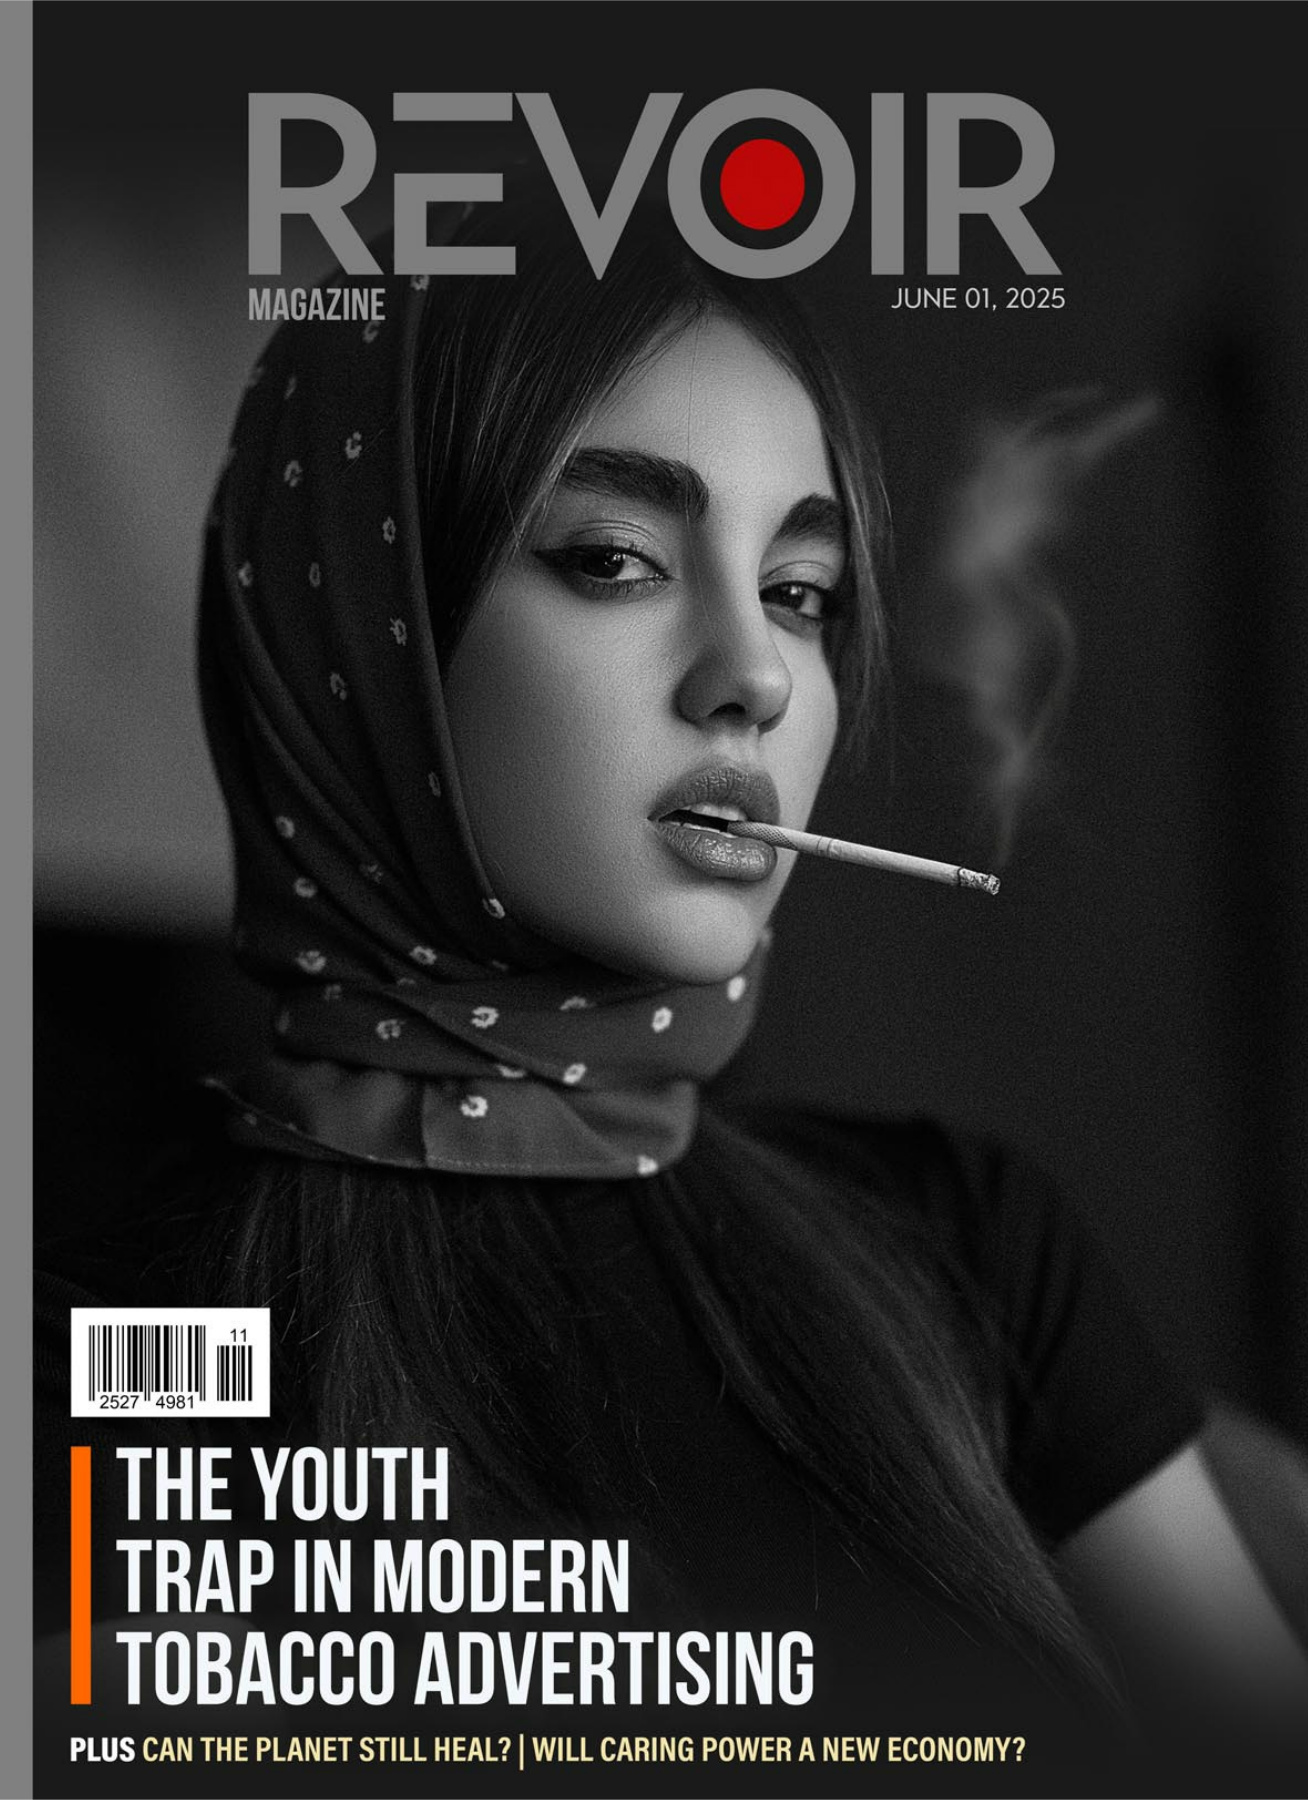 REVOIR
MAGAZINE
JUNE 01, 2025
11
2527 4981
THE YOUTH
TRAP IN MODERN
TOBACCO ADVERTISING
PLUS CAN THE PLANET STILL HEAL? | WILL CARING POWER A NEW ECONOMY?